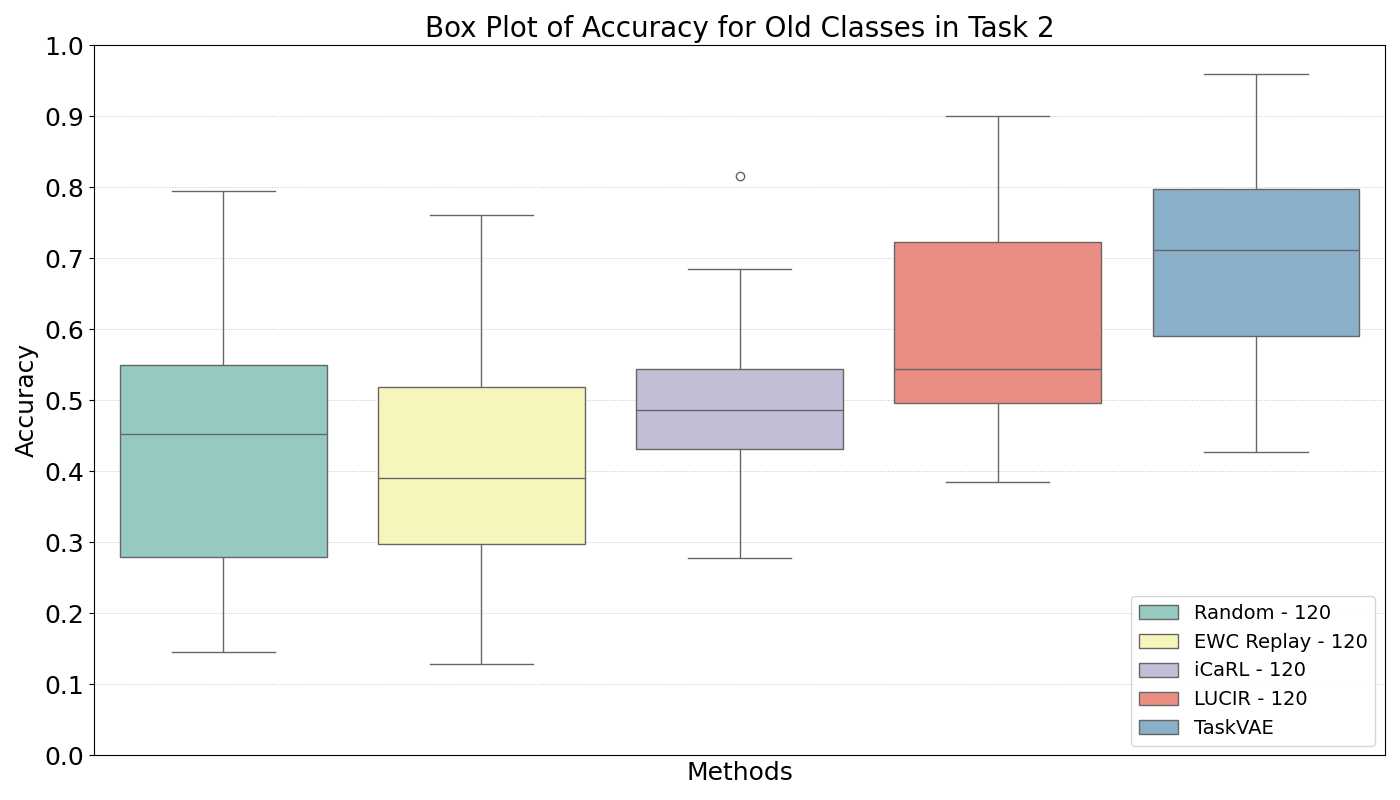 Box Plot of Accuracy for Old Classes in Task 2
1.0
0.9
0.8
0.7
0.6
0.5
0.4
0.3
0.2
0.1
0.0
Accuracy
Methods
Random - 120
EWC Replay - 120
iCaRL - 120
LUCIR - 120
TaskVAE